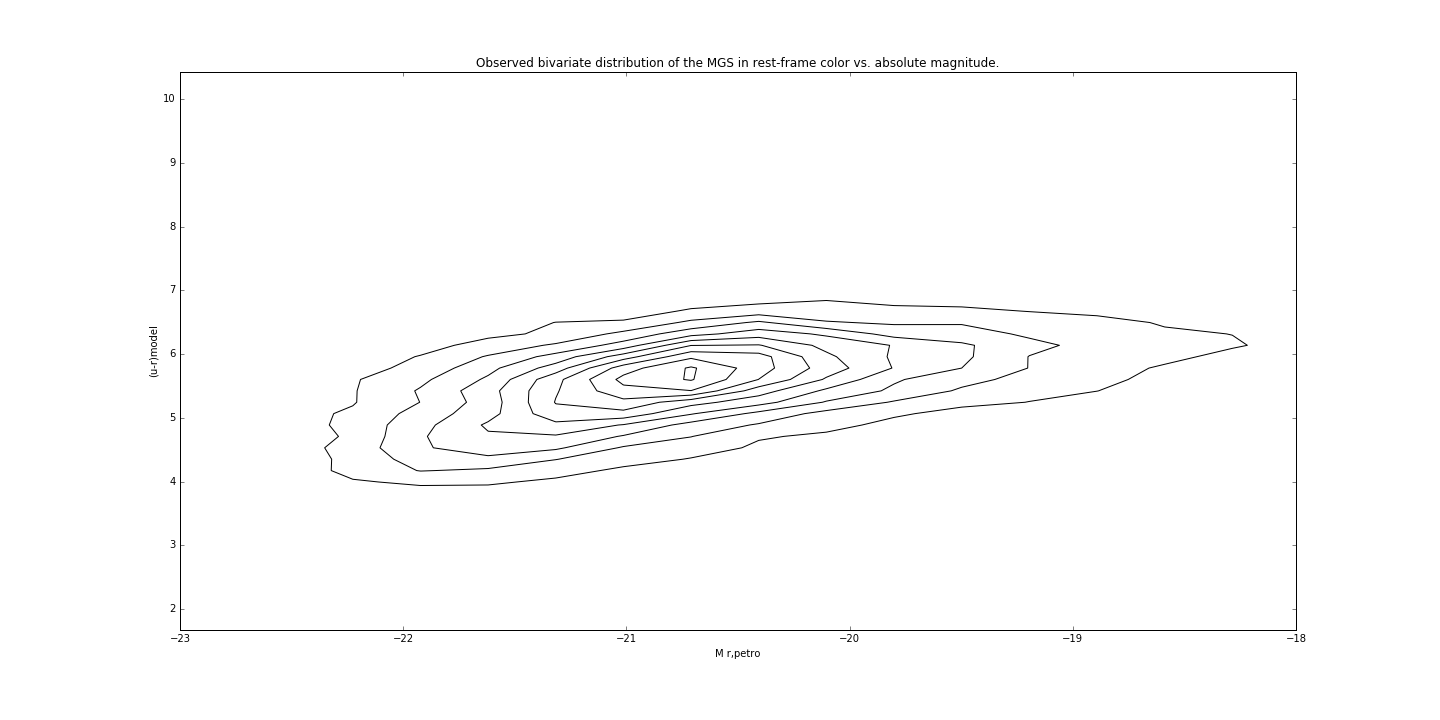 Observed bivariate distribution of the MGS in rest-frame color vs. absolute magnitude.
10
9
8
7
6
5
4
3
2
(u-r)model
−23 −22 −21 −20 −19 −18
M r,petro